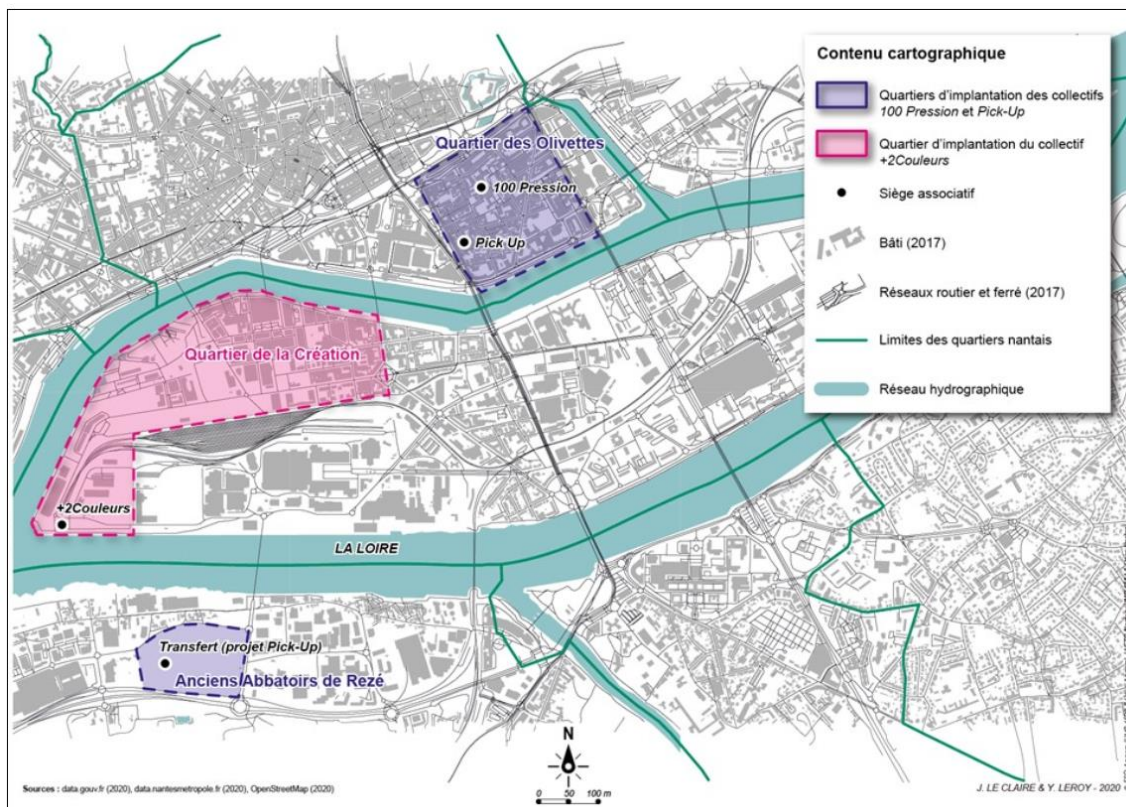 Contenu cartographique
Quartiers d'implantation des collectifs
100 Pression et Pick-Up
Quartier d'implantation du collectif
+2Couleurs
Siège associatif
Bâti (2017)
Réseaux routier et ferré (2017)
Limites des quartiers nantais
Réseau hydrographique
Quartier des Olivettes
100 Pression
Pick Up
Quartier de la Création
+2Couleurs
LA LOIRE
Transfert (projet Pick-Up)
Anciens Abbatoirs de Rezé
N
0 50 100 m
Sources : data.gouv.fr (2020), data.nantesmetropole.fr (2020), OpenStreetMap (2020)
J. LE CLAIRE & Y. LEROY - 2020 ©